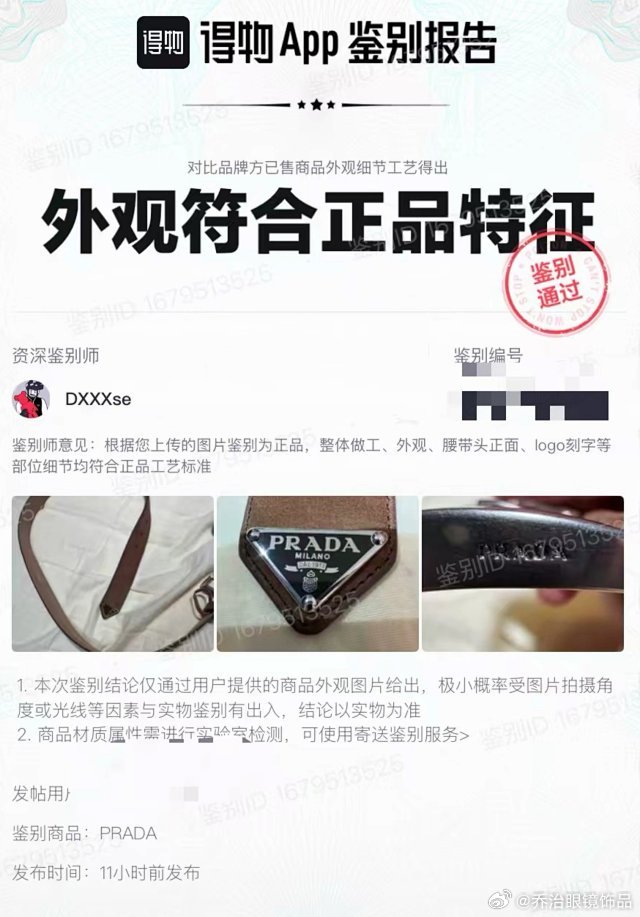 得物 得物App 鉴别报告
对比品牌方已售商品外观细节工艺得出
外观符合正品特征
鉴别
通过
资深鉴别师
鉴别编号
DXXXse
鉴别师意见：根据您上传的图片鉴别为正品，整体做工、外观、腰带头正面、logo刻字等
部位细节均符合正品工艺标准
PRADA
MILANO
PRADA
1. 本次鉴别结论仅通过用户提供的商品外观图片给出，极小概率受图片拍摄角
度或光线等因素与实物鉴别有出入，结论以实物为准
2. 商品材质属性需进行实验室检测，可使用寄送鉴别服务>
发帖用户
鉴别商品：PRADA
发布时间：11小时前发布
鉴别ID 1679513525
@乔治眼镜饰品